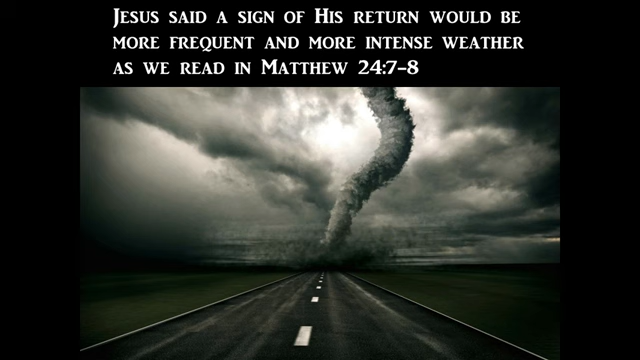 Jesus said a sign of His return would be
more frequent and more intense weather
as we read in Matthew 24:7-8